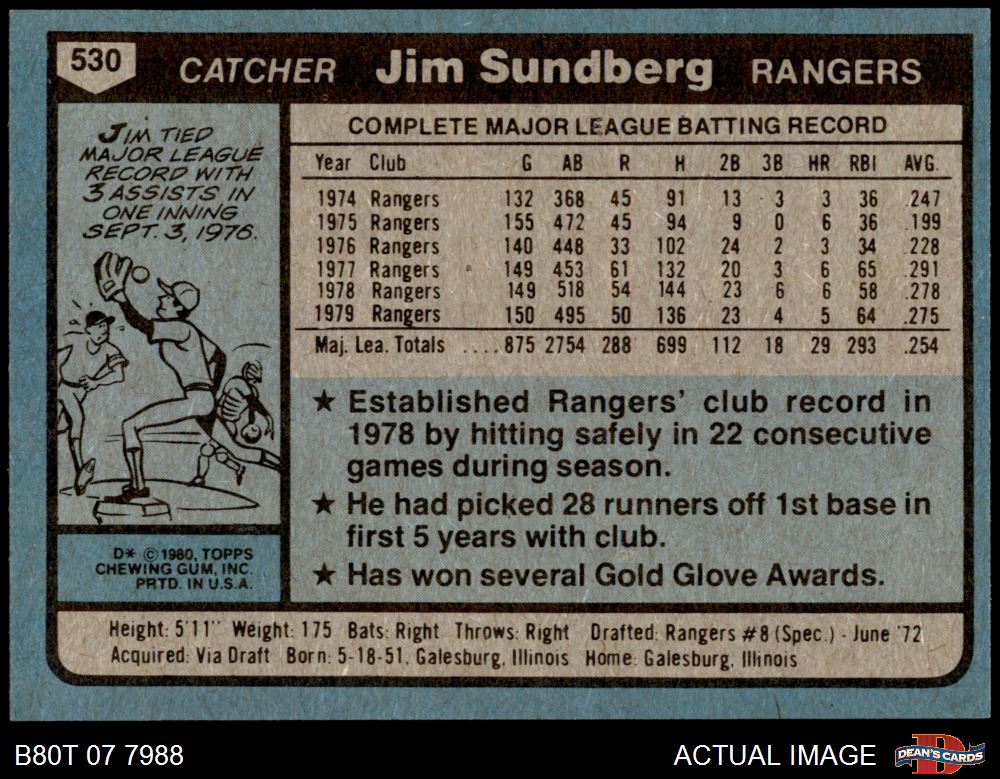 530 CATCHER Jim Sundberg RANGERS
JIM TIED
MAJOR LEAGUE
RECORD WITH
3 ASSISTS IN
ONE INNING
SEPT. 3, 1976.
D* © 1980, TOPPS
CHEWING GUM, INC.
PRTD. IN U.S.A.
COMPLETE MAJOR LEAGUE BATTING RECORD
Year Club G AB R H 2B 3B HR RBI AVG.
1974 Rangers 132 368 45 91 13 3 3 36 .247
1975 Rangers 155 472 45 94 9 0 6 36 .199
1976 Rangers 140 448 33 102 24 2 3 34 .228
1977 Rangers 149 453 61 132 20 3 6 65 .291
1978 Rangers 149 518 54 144 23 6 6 58 .278
1979 Rangers 150 495 50 136 23 4 5 64 .275
Maj. Lea. Totals ....875 2754 288 699 112 18 29 293 .254
★ Established Rangers' club record in
1978 by hitting safely in 22 consecutive
games during season.
★ He had picked 28 runners off 1st base in
first 5 years with club.
★ Has won several Gold Glove Awards.
Height: 5'11" Weight: 175 Bats: Right Throws: Right Drafted: Rangers #8 (Spec.) - June '72
Acquired: Via Draft Born: 5-18-51, Galesburg, Illinois Home: Galesburg, Illinois
B80T 07 7988 ACTUAL IMAGE D DEAN'S CARDS